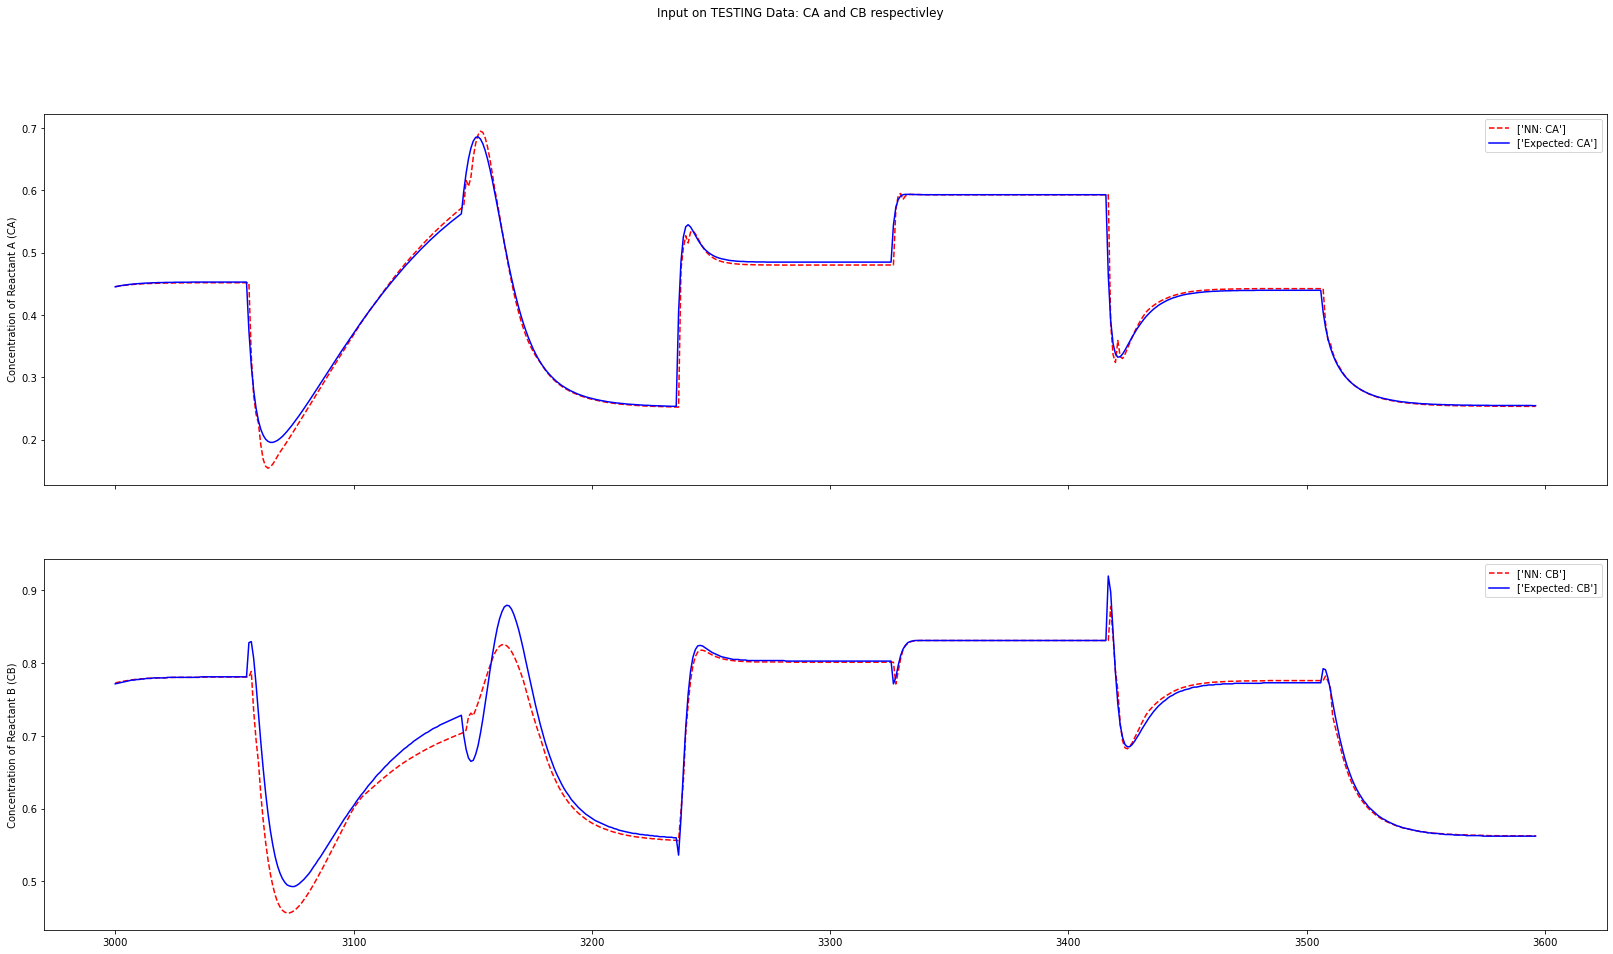 Input on TESTING Data: CA and CB respectivley
Concentration of Reactant A (CA)
0.7
0.6
0.5
0.4
0.3
0.2
['NN: CA']
['Expected: CA']
Concentration of Reactant B (CB)
0.9
0.8
0.7
0.6
0.5
['NN: CB']
['Expected: CB']
3000 3100 3200 3300 3400 3500 3600